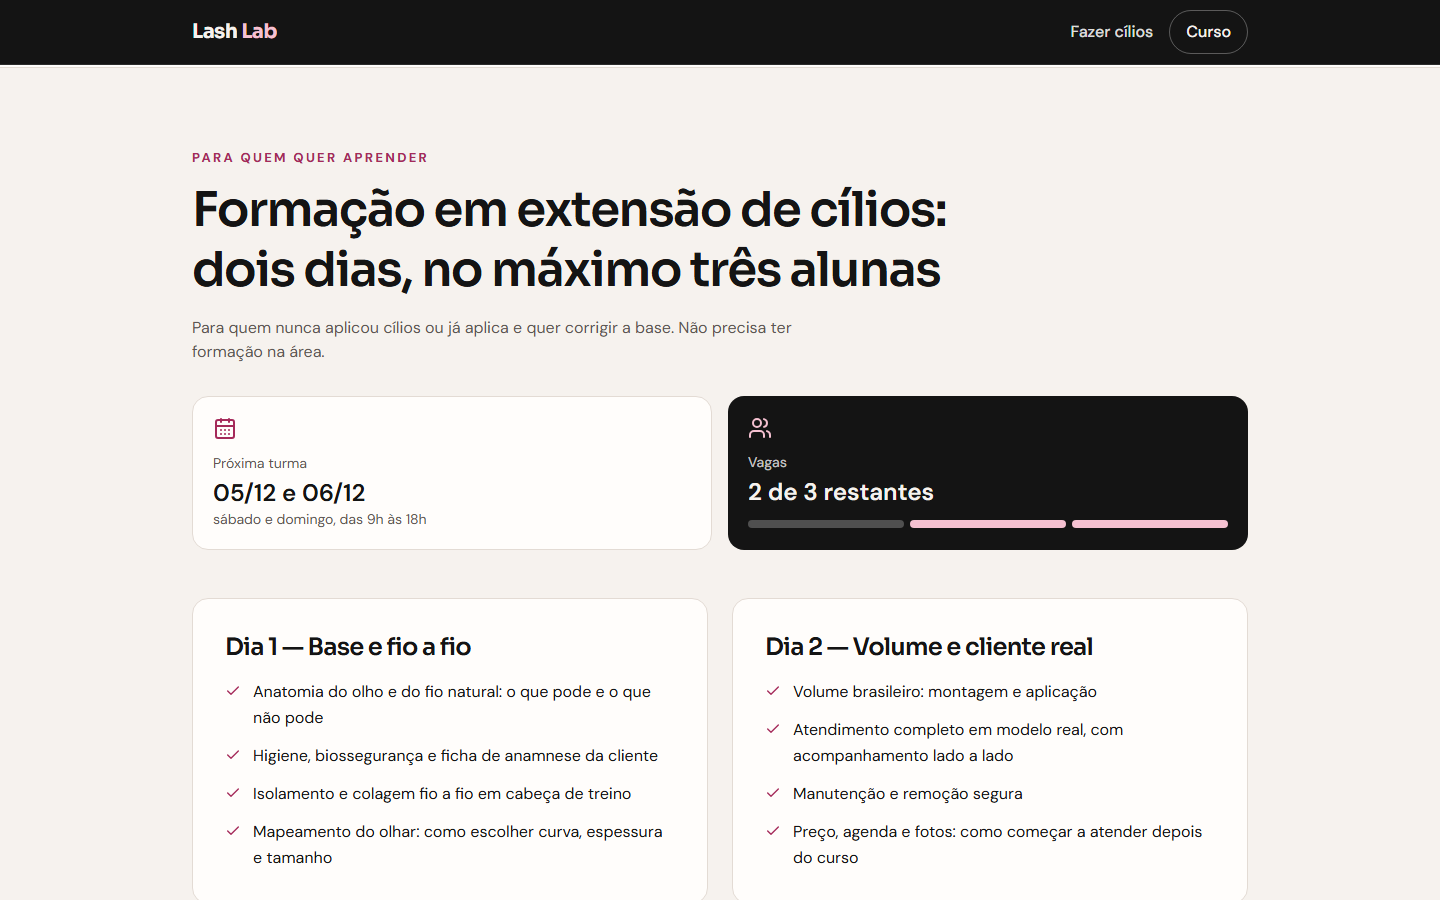 Lash Lab
Fazer cílios
Curso
PARA QUEM QUER APRENDER
Formação em extensão de cílios:
dois dias, no máximo três alunas
Para quem nunca aplicou cílios ou já aplica e quer corrigir a base. Não precisa ter
formação na área.
Próxima turma
05/12 e 06/12
sábado e domingo, das 9h às 18h
Vagas
2 de 3 restantes
Dia 1 — Base e fio a fio
Anatomia do olho e do fio natural: o que pode e o que
não pode
Higiene, biossegurança e ficha de anamnese da cliente
Isolamento e colagem fio a fio em cabeça de treino
Mapeamento do olhar: como escolher curva, espessura
e tamanho
Dia 2 — Volume e cliente real
Volume brasileiro: montagem e aplicação
Atendimento completo em modelo real, com
acompanhamento lado a lado
Manutenção e remoção segura
Preço, agenda e fotos: como começar a atender depois
do curso